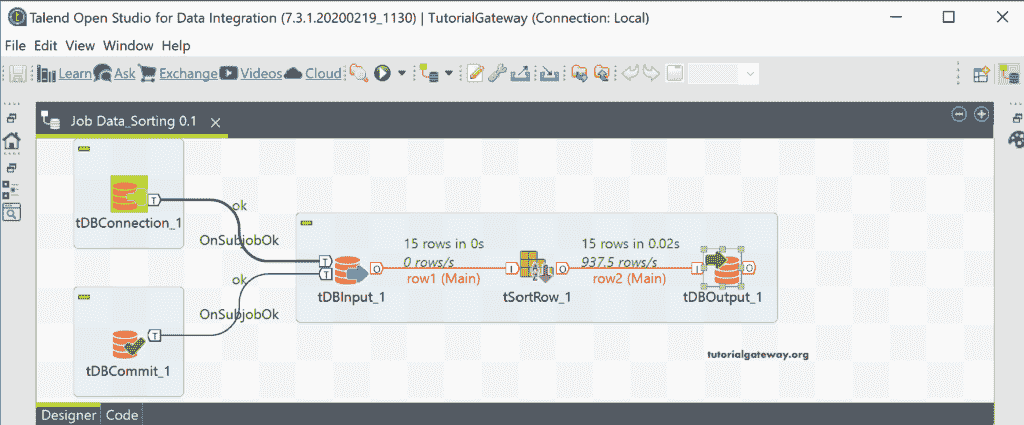 Talend Open Studio for Data Integration (7.3.1.20200219_1130) | TutorialGateway (Connection: Local)
File Edit View Window Help
Learn Ask Exchange Videos Cloud
Job Data_Sorting 0.1
T
tDBConnection_1
ok
OnSubjobOk
ok
OnSubjobOk
T
tDBCommit_1
T
T
tDBInput_1
O
15 rows in 0s
0 rows/s
row1 (Main)
I
A
Z
tSortRow_1
O
15 rows in 0.02s
937.5 rows/s
row2 (Main)
I
tDBOutput_1
O
tutorialgateway.org
Designer Code